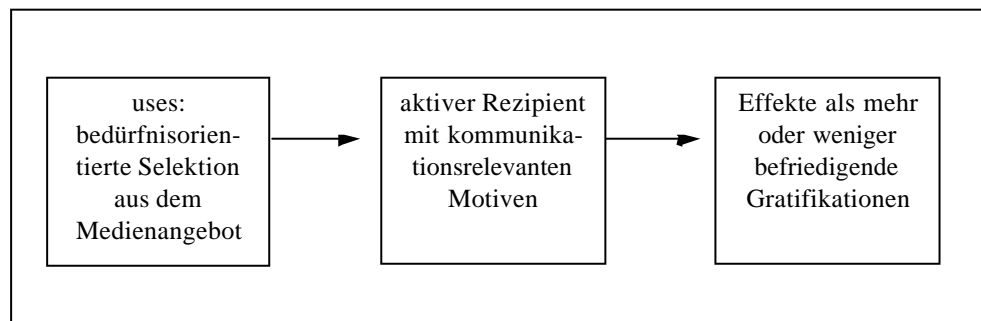 uses:
bedürfnisorien-
tierte Selektion
aus dem
Medienangebot
aktiver Rezipient
mit kommunika-
tionsrelevanten
Motiven
Effekte als mehr
oder weniger
befriedigende
Gratifikationen